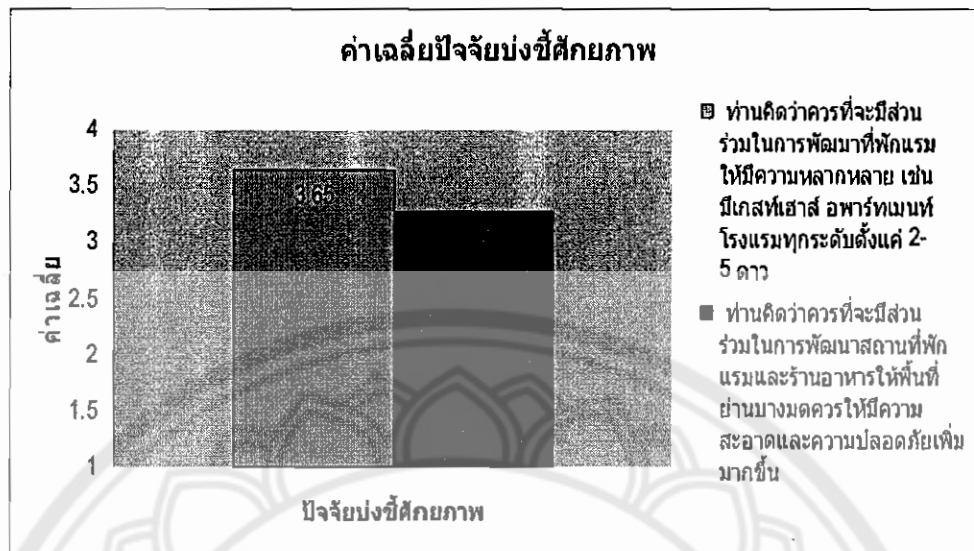 ค่าเฉลี่ยปัจจัยบ่งชี้ศักยภาพ
4
3.5
3
2.5
2
1.5
1
ค่าเฉลี่ย
3.65
ปัจจัยบ่งชี้ศักยภาพ
ท่านคิดว่าควรที่จะมีส่วน
ร่วมในการพัฒนาที่พักแรม
ให้มีความหลากหลาย เช่น
มีเกสท์เฮาส์ อพาร์ทเมนท์
โรงแรมทุกระดับตั้งแต่ 2-
5 ดาว
ท่านคิดว่าควรที่จะมีส่วน
ร่วมในการพัฒนาสถานที่พัก
แรมและร้านอาหารให้พื้นที่
ย่านบางมดควรให้มีความ
สะอาดและความปลอดภัยเพิ่ม
มากขึ้น